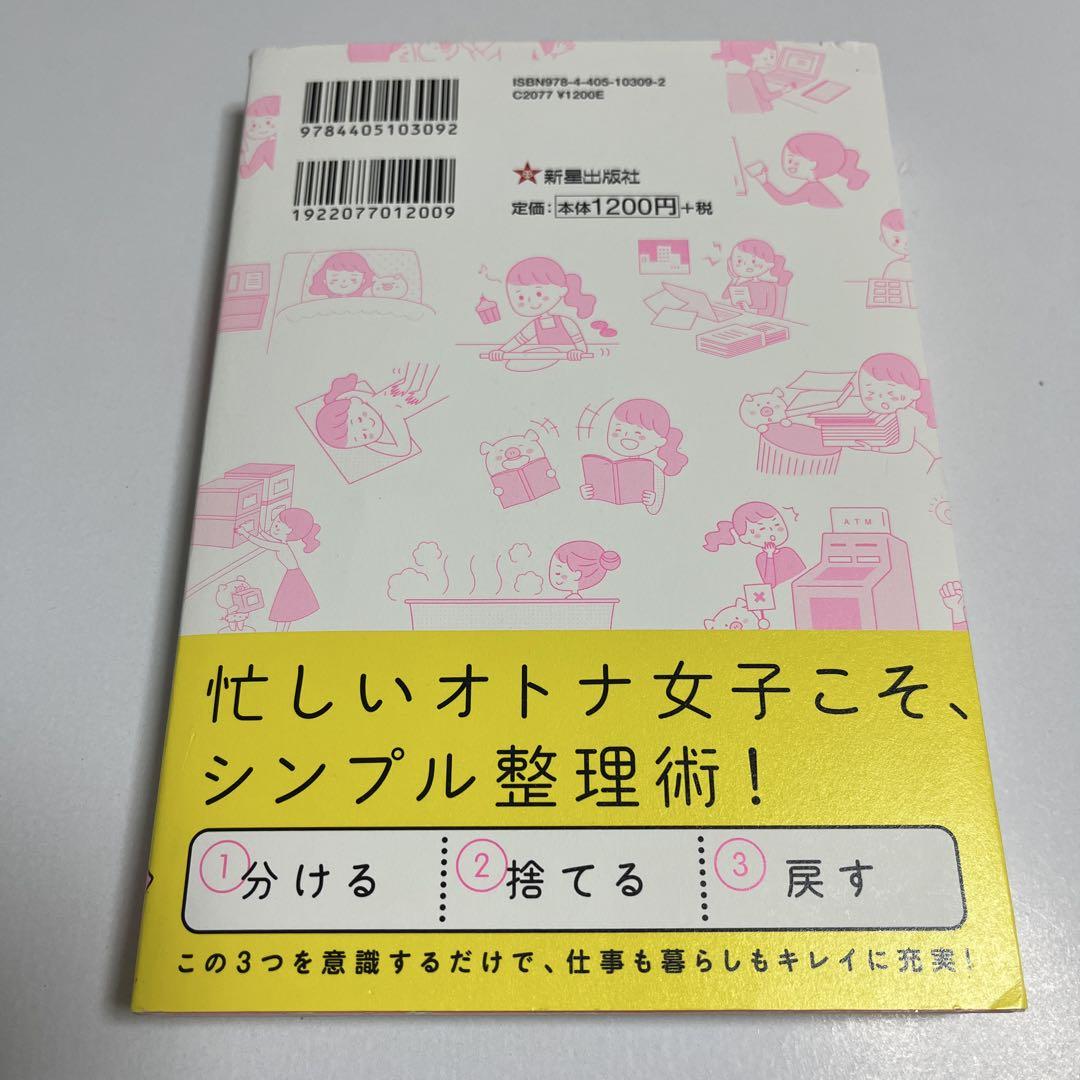 ISBN978-4-405-10309-2
C2077 ¥1200E
9784405103092
新星出版社
定価：本体1200円+税
1922077012009
ATM
忙しいオトナ女子こそ、
シンプル整理術！
1 分ける 2 捨てる 3 戻す
この3つを意識するだけで、仕事も暮らしもキレイに充実！